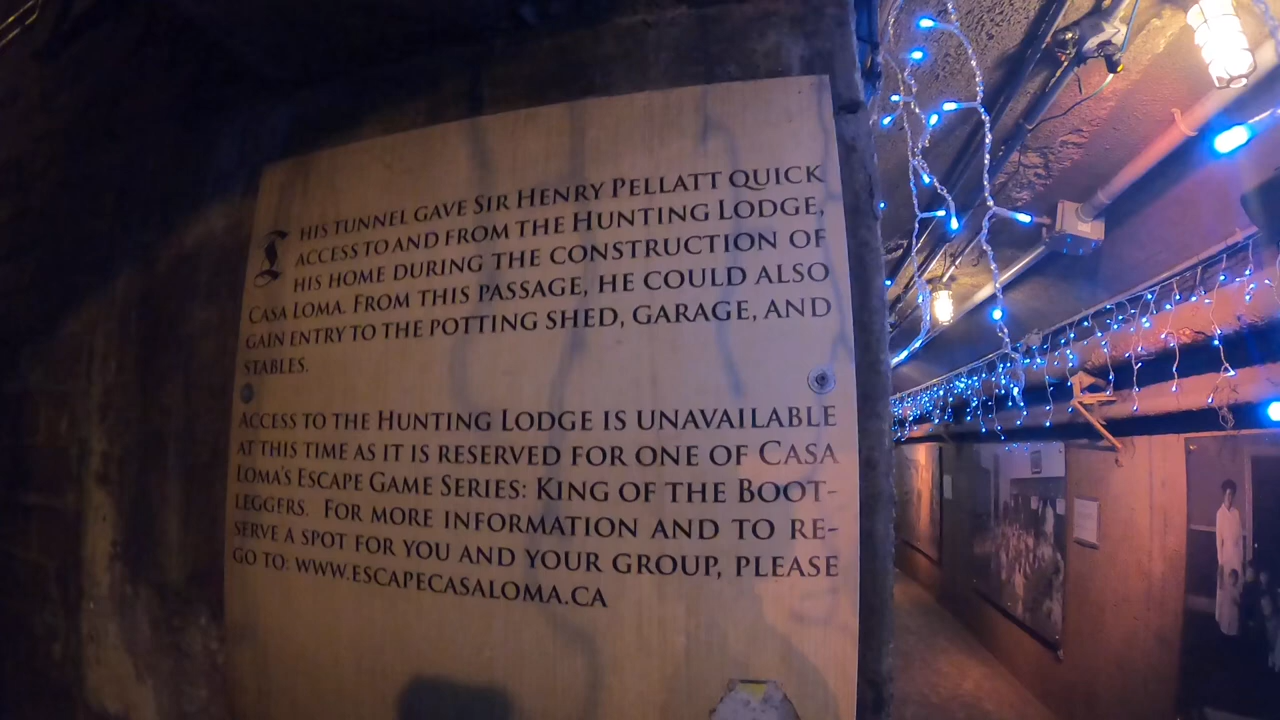 THIS TUNNEL GAVE SIR HENRY PELLATT QUICK
ACCESS TO AND FROM THE HUNTING LODGE,
HIS HOME DURING THE CONSTRUCTION OF
CASA LOMA. FROM THIS PASSAGE, HE COULD ALSO
GAIN ENTRY TO THE POTTING SHED, GARAGE, AND
STABLES.
ACCESS TO THE HUNTING LODGE IS UNAVAILABLE
AT THIS TIME AS IT IS RESERVED FOR ONE OF CASA
LOMA'S ESCAPE GAME SERIES: KING OF THE BOOT-
LEGGERS. FOR MORE INFORMATION AND TO RE-
SERVE A SPOT FOR YOU AND YOUR GROUP, PLEASE
GO TO: WWW.ESCAPECASALOMA.CA